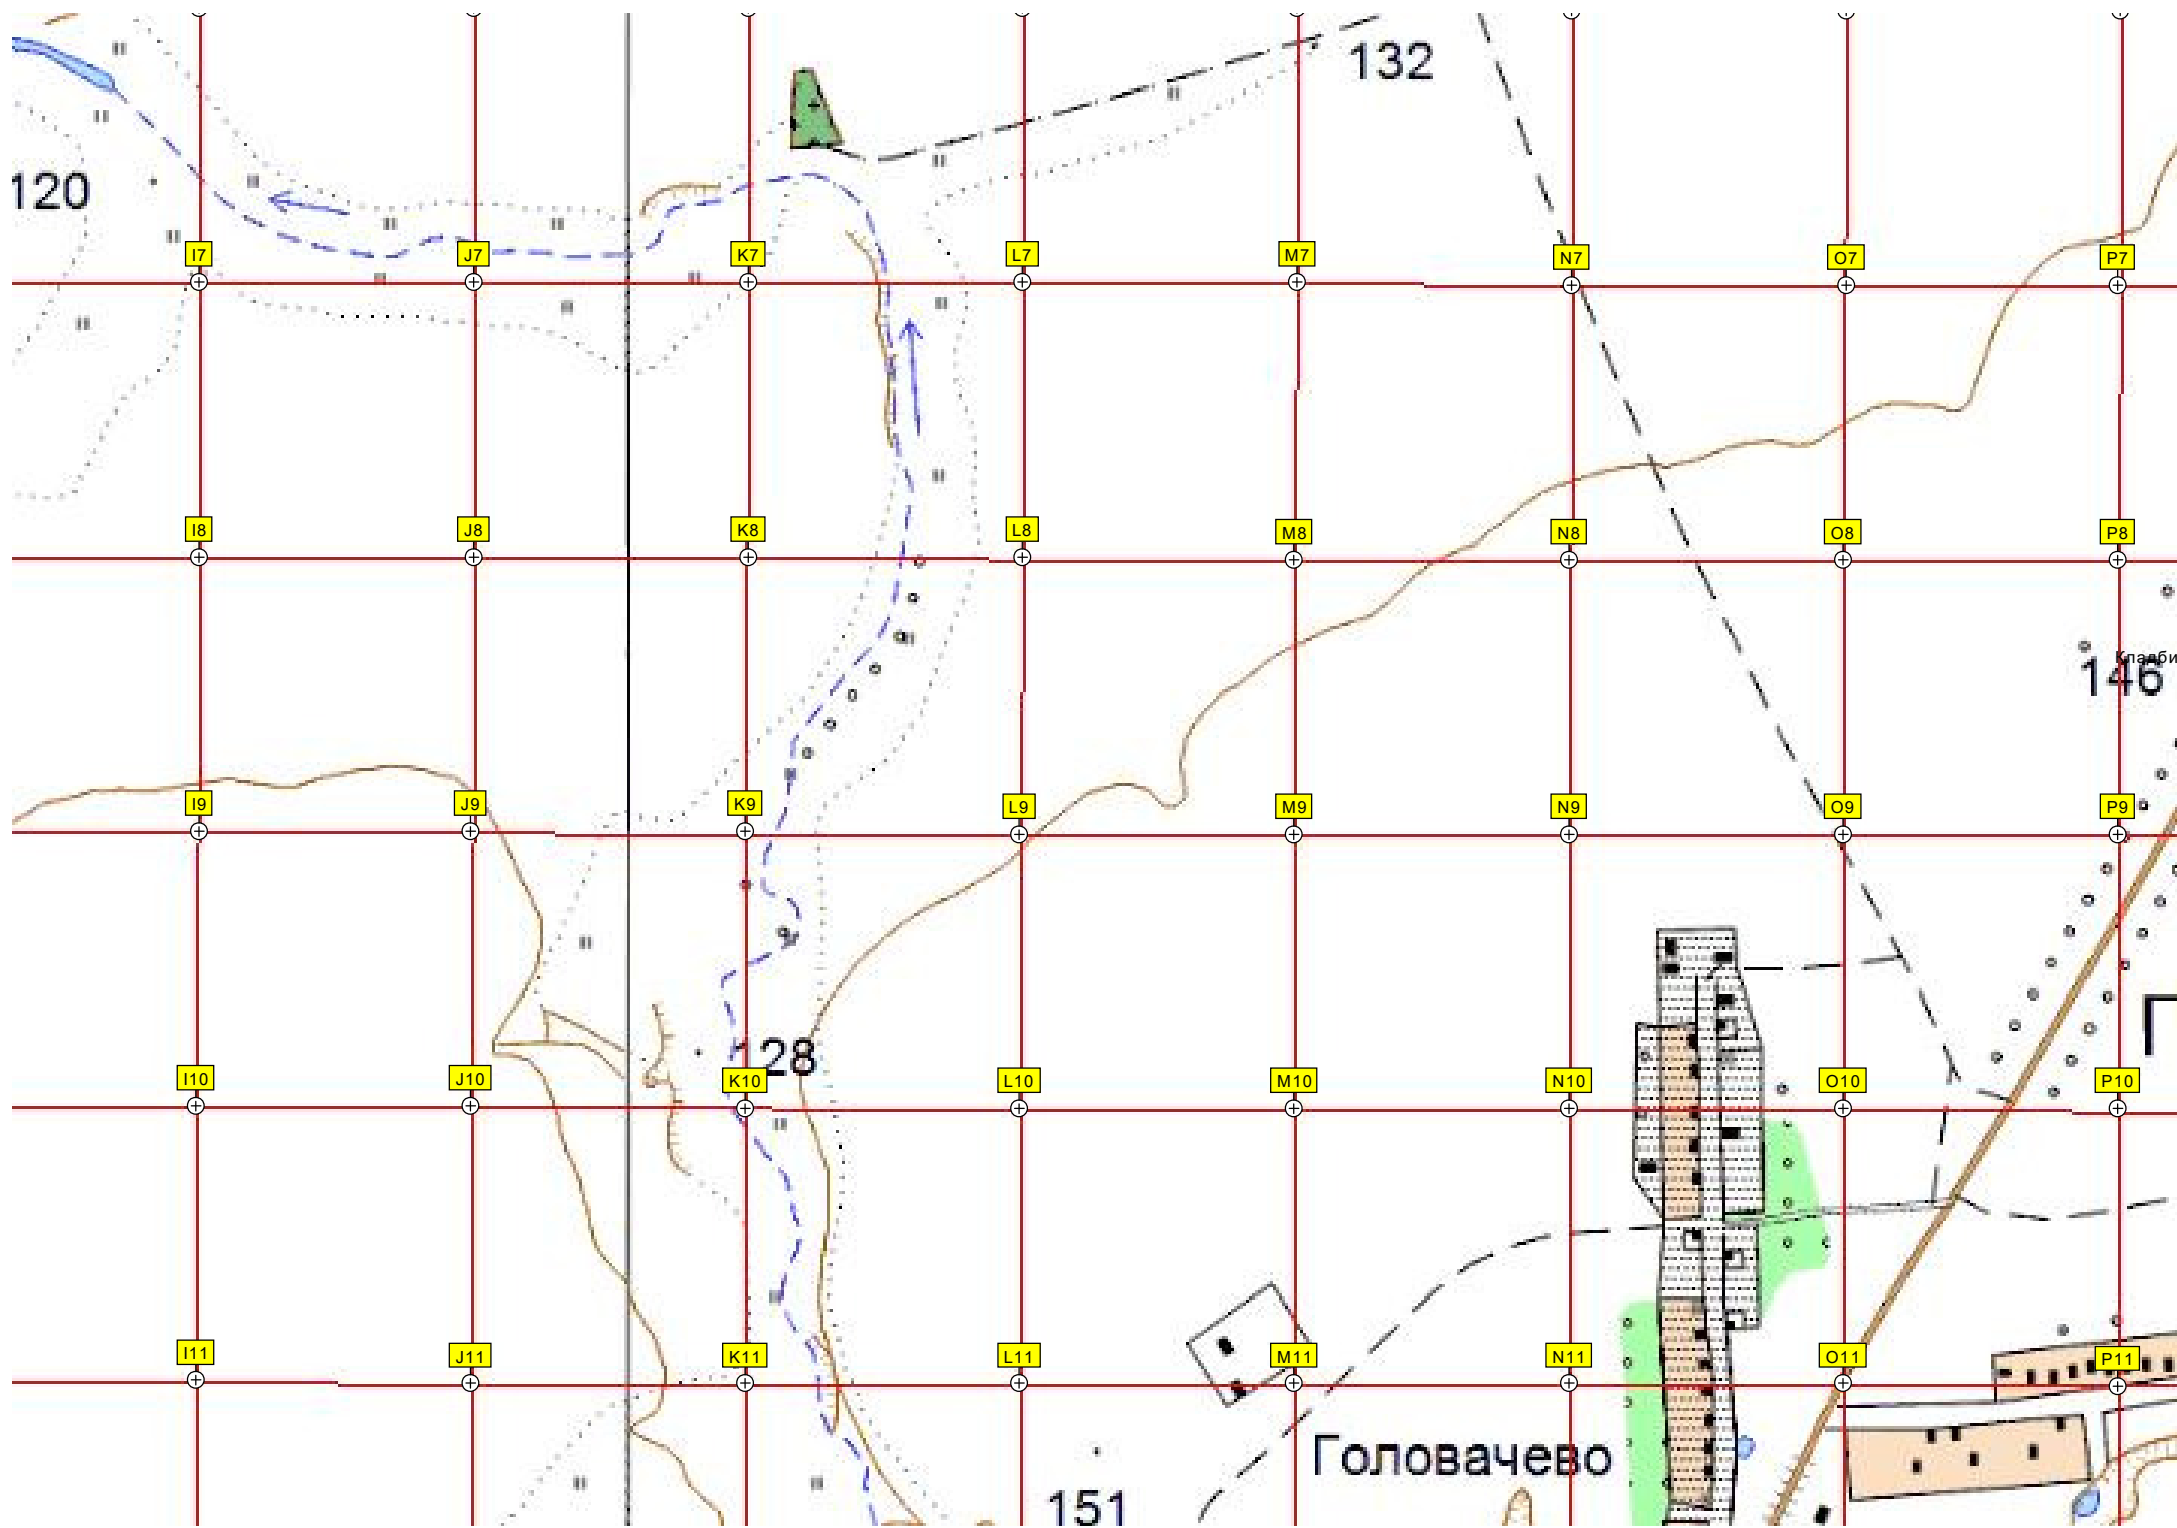 132
120
I7 J7 K7 L7 M7 N7 O7 P7
I8 J8 K8 L8 M8 N8 O8 P8
Кладби
146
I9 J9 K9 L9 M9 N9 O9 P9
128
I10 J10 K10 L10 M10 N10 O10 P10
I11 J11 K11 L11 M11 N11 O11 P11
Головачево
151